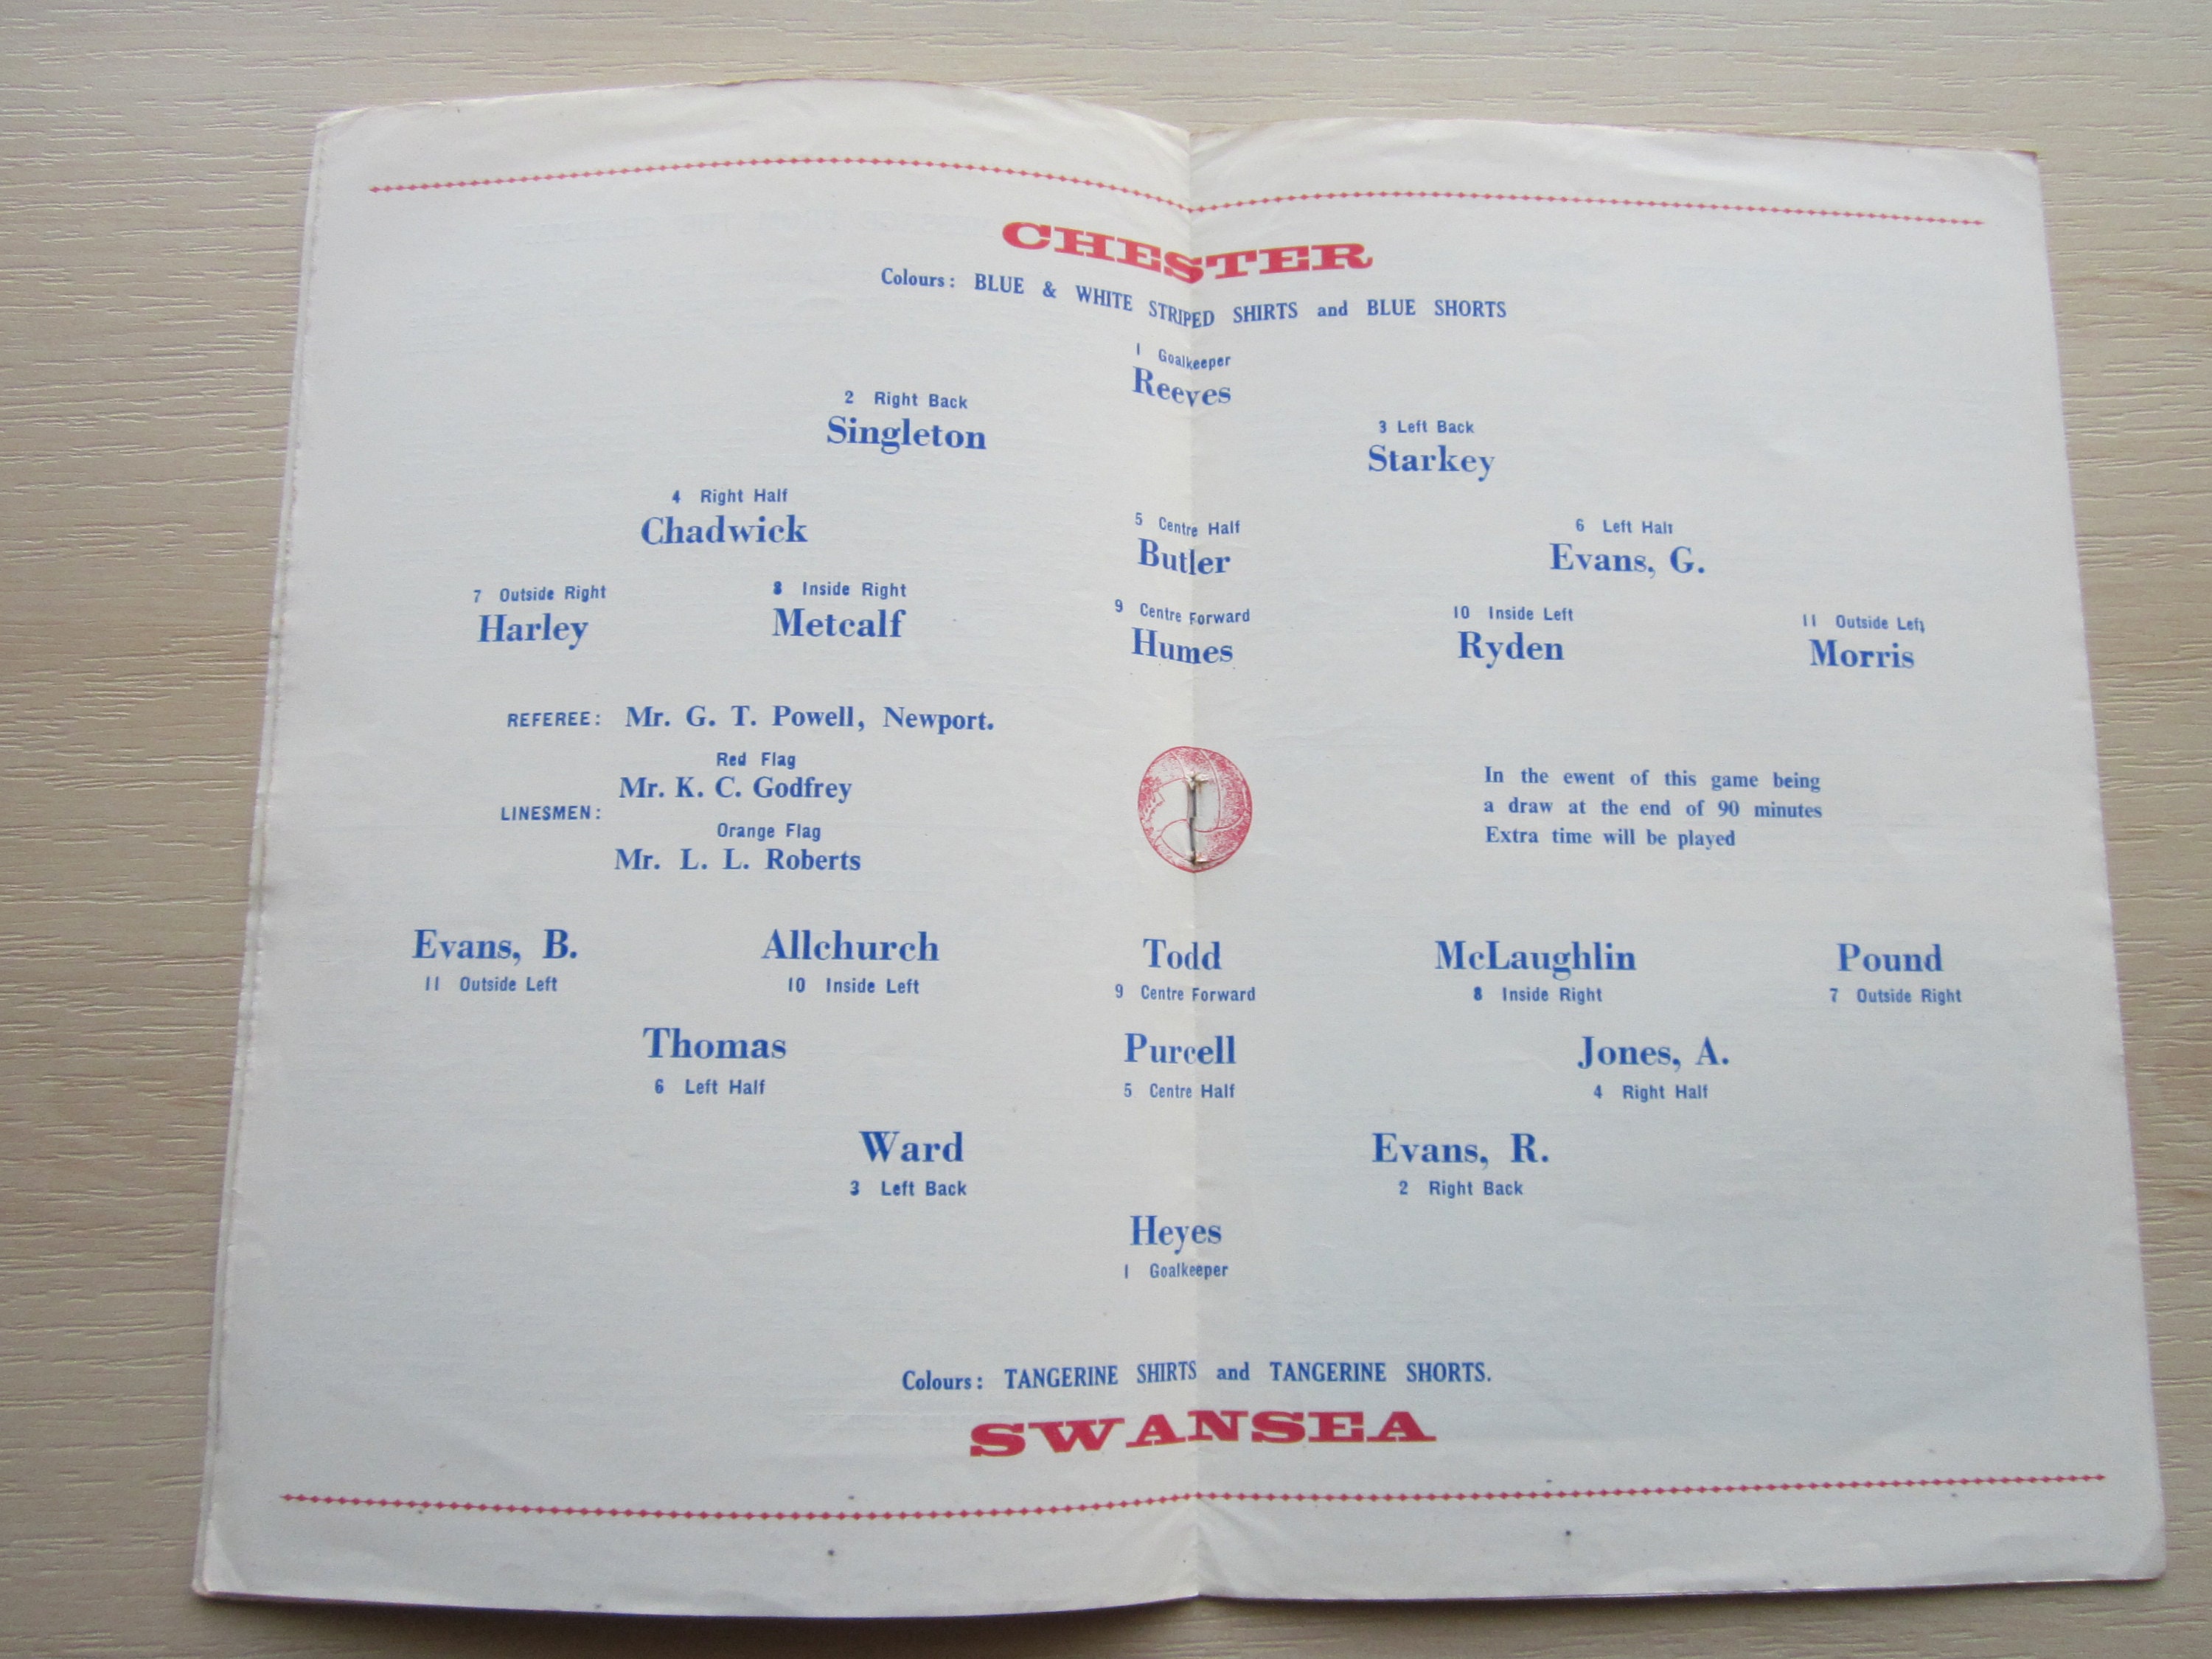 CHESTER
Colours: BLUE & WHITE STRIPED SHIRTS and BLUE SHORTS
1 Goalkeeper
Reeves
2 Right Back
Singleton
3 Left Back
Starkey
4 Right Half
Chadwick
5 Centre Half
Butler
6 Left Half
Evans, G.
7 Outside Right
Harley
8 Inside Right
Metcalf
9 Centre Forward
Humes
10 Inside Left
Ryden
11 Outside Left
Morris
REFEREE: Mr. G. T. Powell, Newport.
Red Flag
Mr. K. C. Godfrey
LINESMEN:
Orange Flag
Mr. L. L. Roberts
In the ewent of this game being
a draw at the end of 90 minutes
Extra time will be played
Evans, B.
11 Outside Left
Allchurch
10 Inside Left
Todd
9 Centre Forward
McLaughlin
8 Inside Right
Pound
7 Outside Right
Thomas
6 Left Half
Purcell
5 Centre Half
Jones, A.
4 Right Half
Ward
3 Left Back
Evans, R.
2 Right Back
Heyes
1 Goalkeeper
Colours: TANGERINE SHIRTS and TANGERINE SHORTS.
SWANSEA